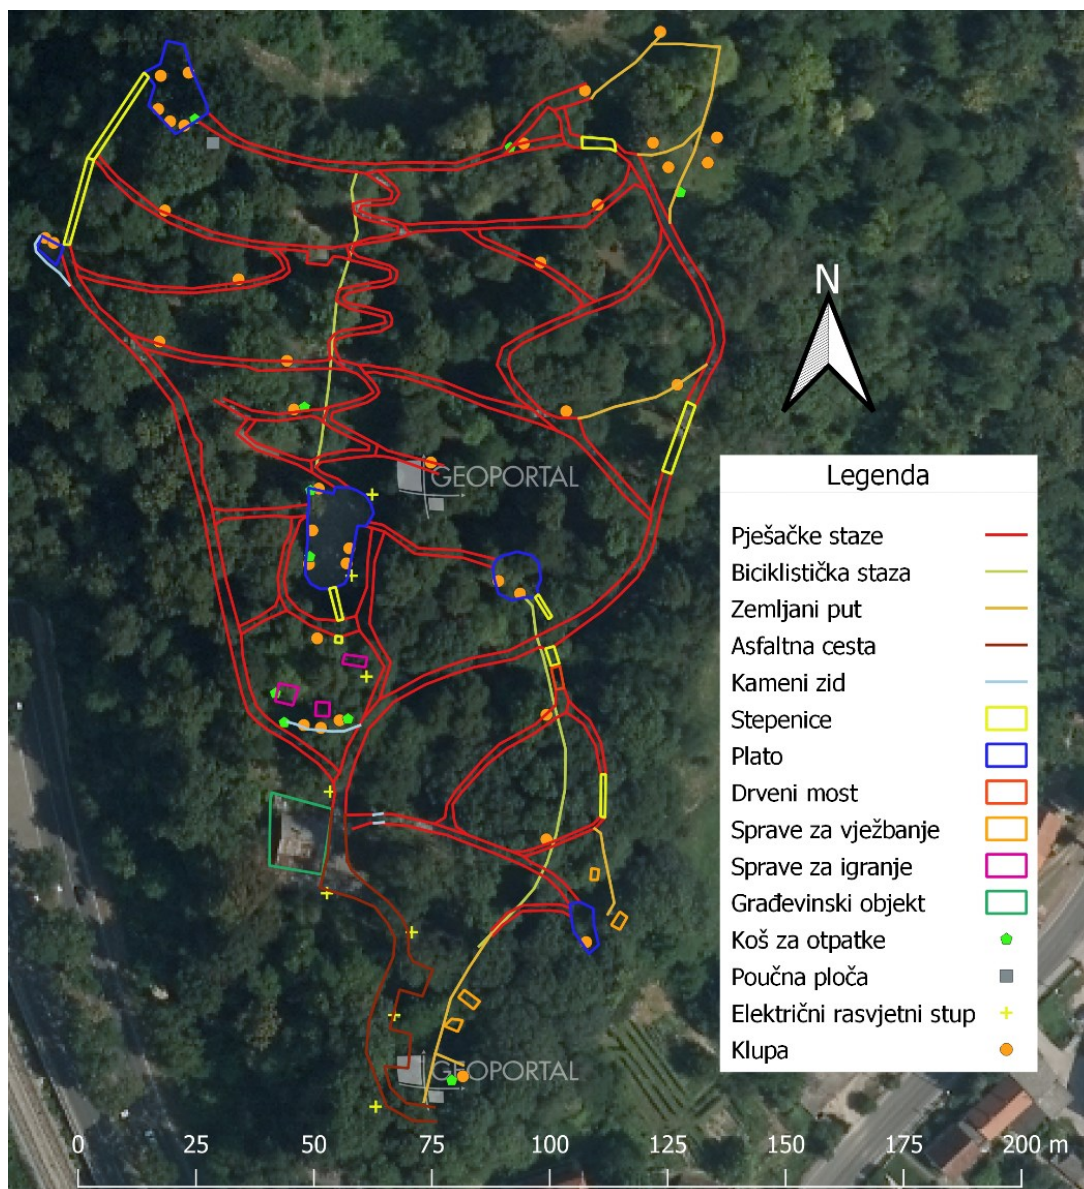 N
GEOPORTAL
Legenda
Pješačke staze
Biciklistička staza
Zemljani put
Asfaltna cesta
Kameni zid
Stepenice
Plato
Drveni most
Sprave za vježbanje
Sprave za igranje
Građevinski objekt
Koš za otpatke
Poučna ploča
Električni rasvjetni stup
Klupa
GEOPORTAL
0 25 50 75 100 125 150 175 200 m